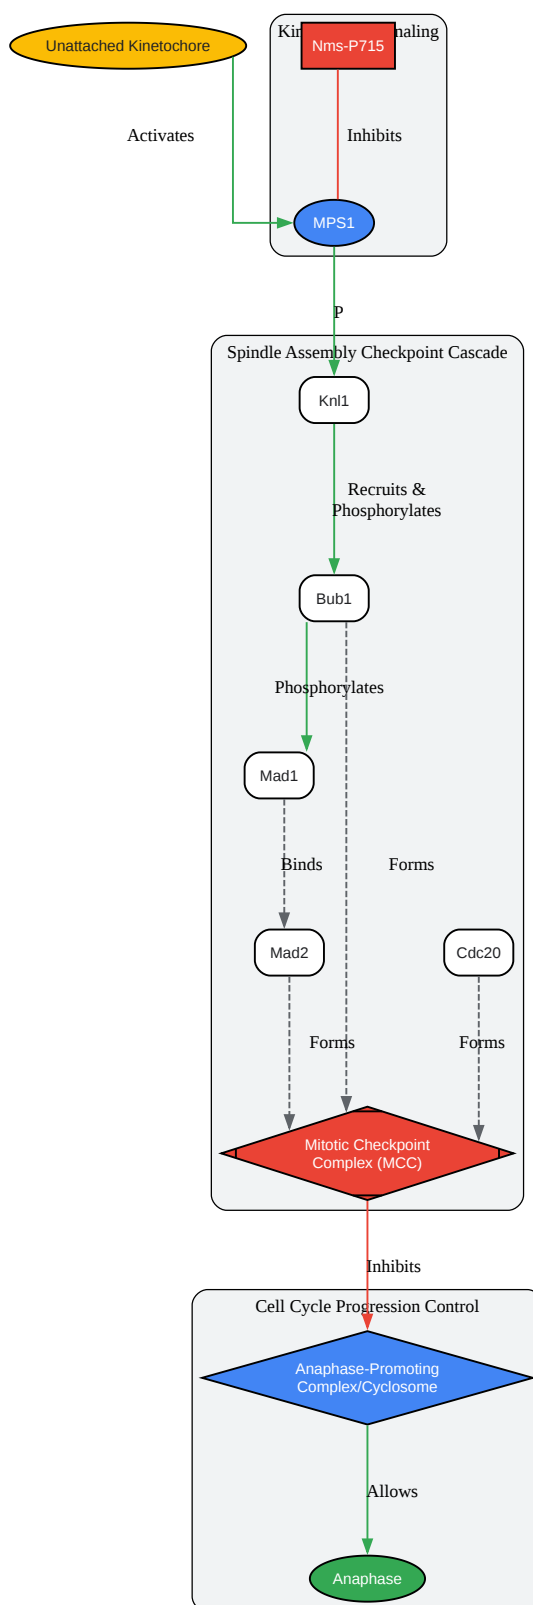 Unattached Kinetochore
Nms-P715
Activates
Inhibits
MPS1
P
Spindle Assembly Checkpoint Cascade
Knl1
Recruits &
Phosphorylates
Bub1
Phosphorylates
Mad1
Binds
Forms
Mad2
Cdc20
Forms
Forms
Mitotic Checkpoint
Complex (MCC)
Inhibits
Cell Cycle Progression Control
Anaphase-Promoting
Complex/Cyclosome
Allows
Anaphase